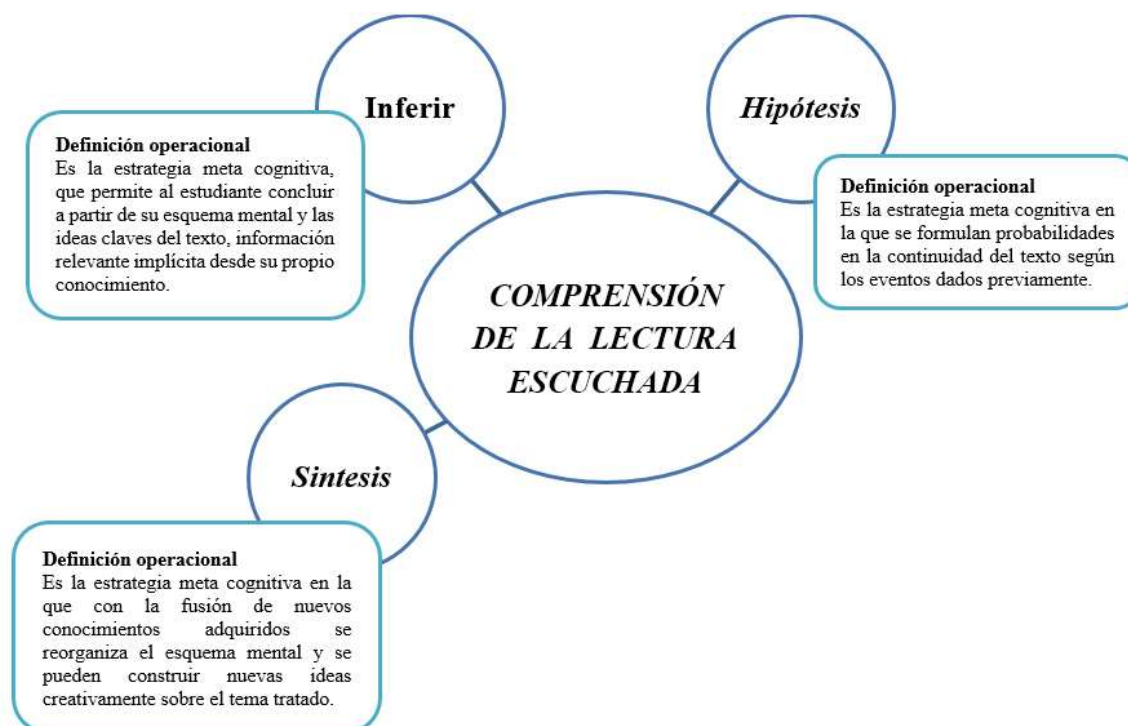 Inferir
Definición operacional
Es la estrategia meta cognitiva,
que permite al estudiante concluir
a partir de su esquema mental y las
ideas claves del texto, información
relevante implícita desde su propio
conocimiento.
Hipótesis
Definición operacional
Es la estrategia meta cognitiva en
la que se formulan probabilidades
en la continuidad del texto según
los eventos dados previamente.
COMPRENSIÓN
DE LA LECTURA
ESCUCHADA
Sintesis
Definición operacional
Es la estrategia meta cognitiva en la
que con la fusión de nuevos
conocimientos adquiridos se
reorganiza el esquema mental y se
pueden construir nuevas ideas
creativamente sobre el tema tratado.